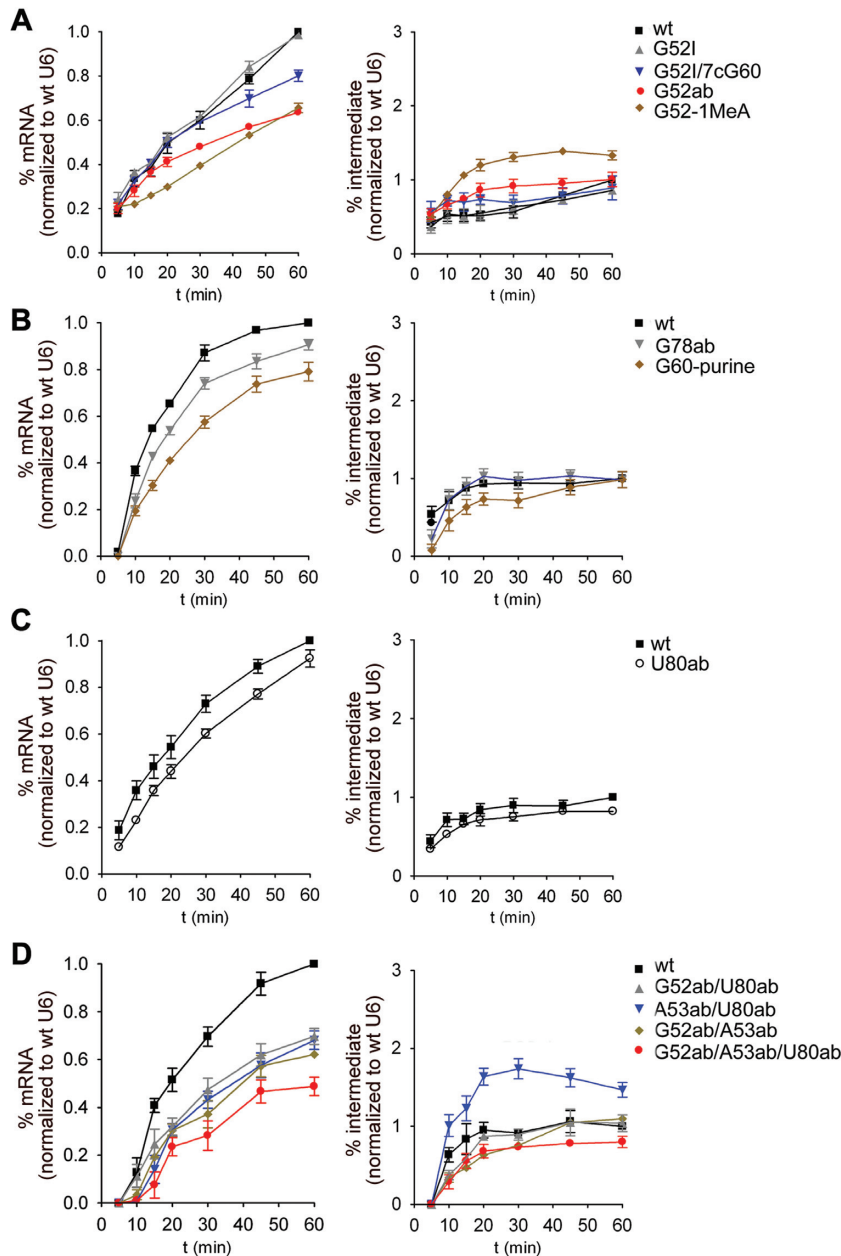 A
% mRNA
(normalized to wt U6)
1.0
0.8
0.6
0.4
0.2
0.0
0 10 20 30 40 50 60
t (min)
% intermediate
(normalized to wt U6)
3
2
1
0
0 10 20 30 40 50 60
t (min)
wt
G52I
G52I/7cG60
G52ab
G52-1MeA
B
% mRNA
(normalized to wt U6)
1.0
0.8
0.6
0.4
0.2
0.0
0 10 20 30 40 50 60
t (min)
% intermediate
(normalized to wt U6)
3
2
1
0
0 10 20 30 40 50 60
t (min)
wt
G78ab
G60-purine
C
% mRNA
(normalized to wt U6)
1.0
0.8
0.6
0.4
0.2
0.0
0 10 20 30 40 50 60
t (min)
% intermediate
(normalized to wt U6)
3
2
1
0
0 10 20 30 40 50 60
t (min)
wt
U80ab
D
% mRNA
(normalized to wt U6)
1.0
0.8
0.6
0.4
0.2
0.0
0 10 20 30 40 50 60
t (min)
% intermediate
(normalized to wt U6)
3
2
1
0
0 10 20 30 40 50 60
t (min)
wt
G52ab/U80ab
A53ab/U80ab
G52ab/A53ab
G52ab/A53ab/U80ab